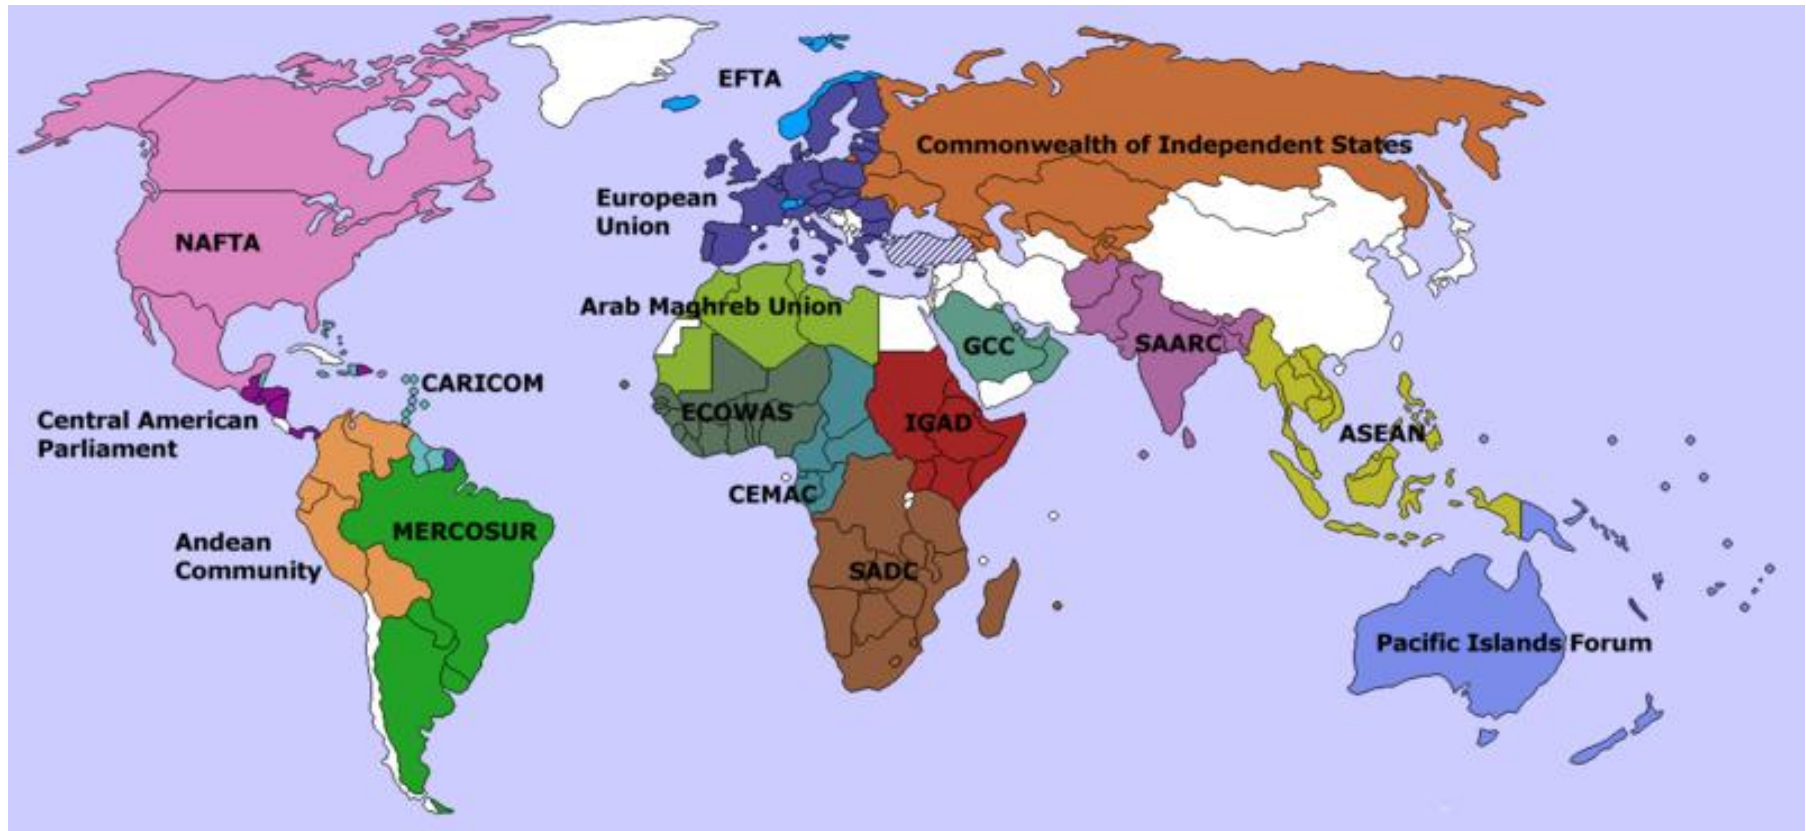 EFTA
Commonwealth of Independent States
European
Union
NAFTA
Arab Maghreb Union
GCC
SAARC
CARICOM
ECOWAS
IGAD
Central American
Parliament
ASEAN
CEMAC
MERCOSUR
Andean
Community
SADC
Pacific Islands Forum